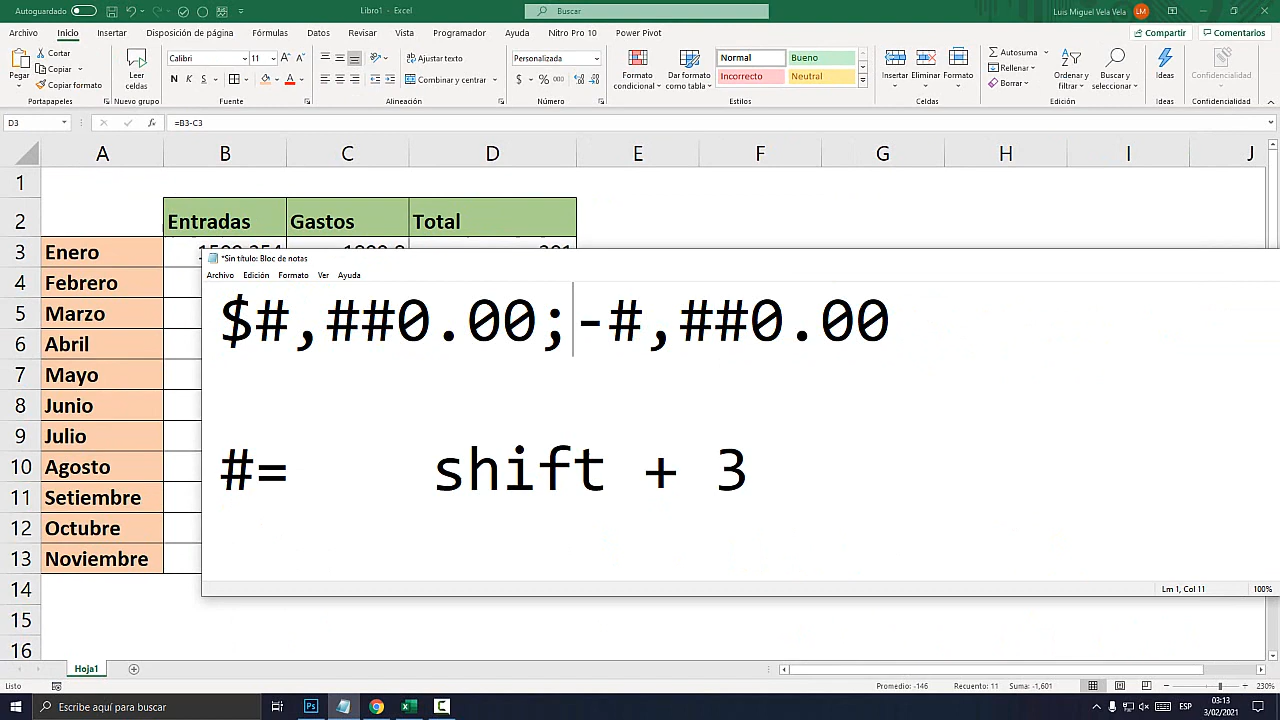 Autoguardado
Libro1 - Excel
Buscar
Luis Miguel Vela Vela
LM
Archivo
Inicio
Insertar
Disposición de página
Fórmulas
Datos
Revisar
Vista
Programador
Ayuda
Nitro Pro 10
Power Pivot
Compartir
Comentarios
Pegar
Cortar
Copiar
Copiar formato
Leer celdas
Calibri
11
N K S
Ajustar texto
Combinar y centrar
Personalizada
$ % 000
Formato condicional
Dar formato como tabla
Normal
Bueno
Incorrecto
Neutral
Insertar
Eliminar
Formato
Autosuma
Rellenar
Borrar
Ordenar y filtrar
Buscar y seleccionar
Ideas
Confidencialidad
Portapapeles
Nuevo grupo
Fuente
Alineación
Número
Estilos
Celdas
Edición
Ideas
Confidencialidad
D3
=B3-C3
A B C D E F G H I J
1
2 Entradas Gastos Total
3 Enero
4 Febrero
5 Marzo
6 Abril
7 Mayo
8 Junio
9 Julio
10 Agosto
11 Setiembre
12 Octubre
13 Noviembre
14
15
16
*Sin título: Bloc de notas
Archivo Edición Formato Ver Ayuda
$#,##0.00;-#,##0.00
#= shift + 3
Lm 1, Col 11
100%
Hoja1
Listo
Promedio: -146
Recuento: 11
Suma: -1,601
230%
Escribe aquí para buscar
ESP
03:13
3/02/2021